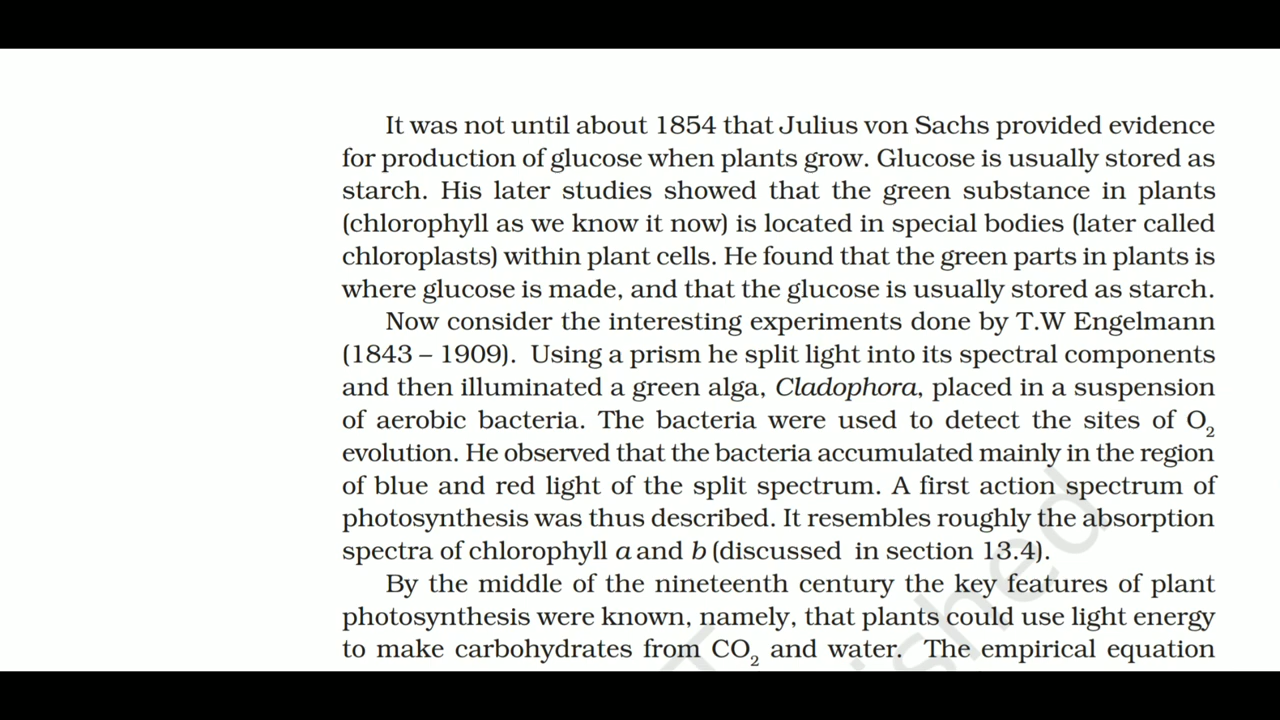 It was not until about 1854 that Julius von Sachs provided evidence
for production of glucose when plants grow. Glucose is usually stored as
starch. His later studies showed that the green substance in plants
(chlorophyll as we know it now) is located in special bodies (later called
chloroplasts) within plant cells. He found that the green parts in plants is
where glucose is made, and that the glucose is usually stored as starch.
Now consider the interesting experiments done by T.W Engelmann
(1843 – 1909). Using a prism he split light into its spectral components
and then illuminated a green alga, Cladophora, placed in a suspension
of aerobic bacteria. The bacteria were used to detect the sites of O₂
evolution. He observed that the bacteria accumulated mainly in the region
of blue and red light of the split spectrum. A first action spectrum of
photosynthesis was thus described. It resembles roughly the absorption
spectra of chlorophyll a and b (discussed in section 13.4).
By the middle of the nineteenth century the key features of plant
photosynthesis were known, namely, that plants could use light energy
to make carbohydrates from CO₂ and water. The empirical equation